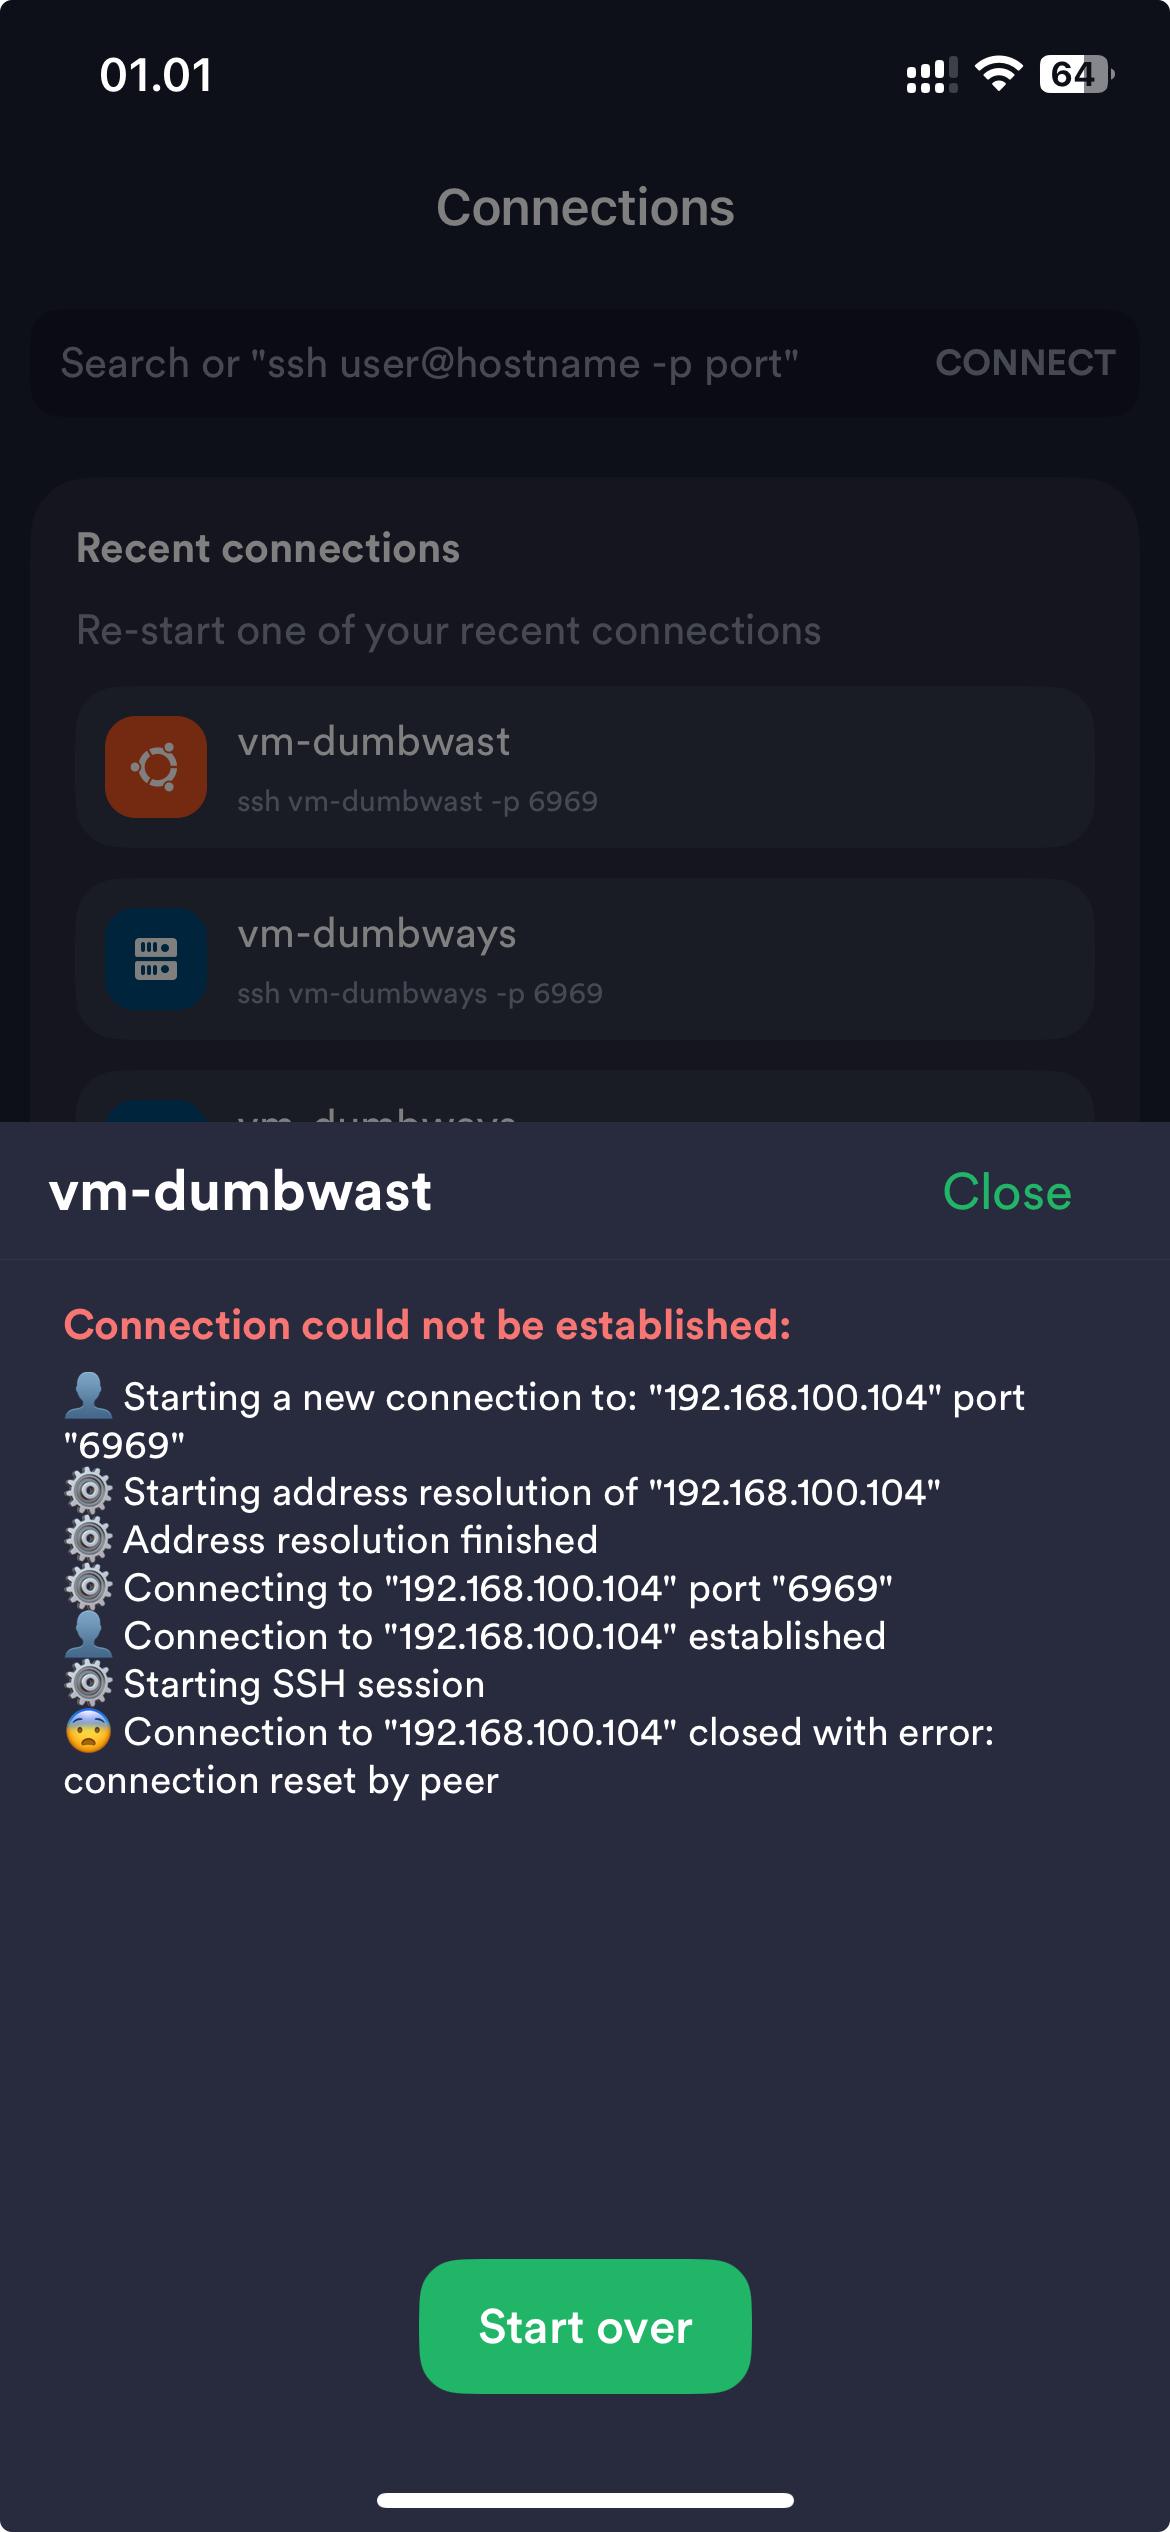 01.01
64
Connections
Search or "ssh user@hostname -p port"
CONNECT
Recent connections
Re-start one of your recent connections
vm-dumbwast
ssh vm-dumbwast -p 6969
vm-dumbways
ssh vm-dumbways -p 6969
vm-dumbways
vm-dumbwast
Close
Connection could not be established:
👤 Starting a new connection to: "192.168.100.104" port
"6969"
⚙️ Starting address resolution of "192.168.100.104"
⚙️ Address resolution finished
⚙️ Connecting to "192.168.100.104" port "6969"
👤 Connection to "192.168.100.104" established
⚙️ Starting SSH session
😨 Connection to "192.168.100.104" closed with error:
connection reset by peer
Start over